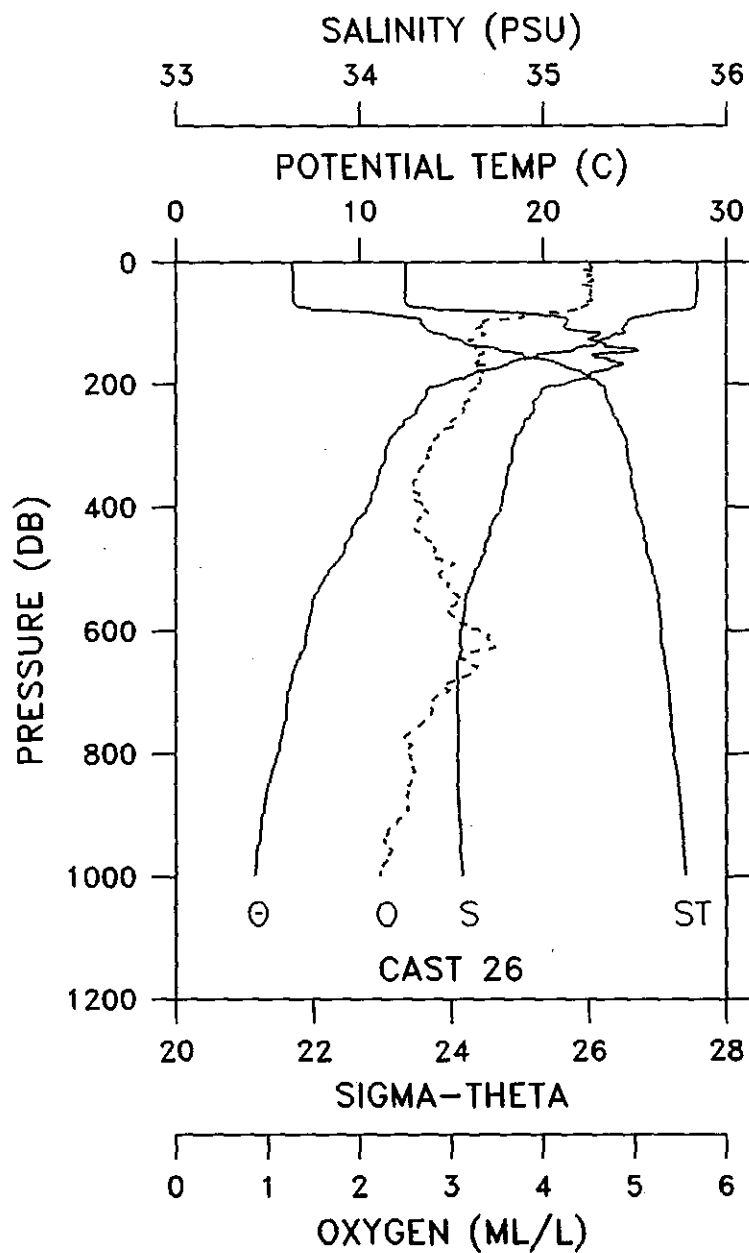 SALINITY (PSU)
33 34 35 36
POTENTIAL TEMP (C)
0 10 20 30
0
200
400
600
800
1000
1200
PRESSURE (DB)
Θ O S ST
CAST 26
20 22 24 26 28
SIGMA-THETA
0 1 2 3 4 5 6
OXYGEN (ML/L)